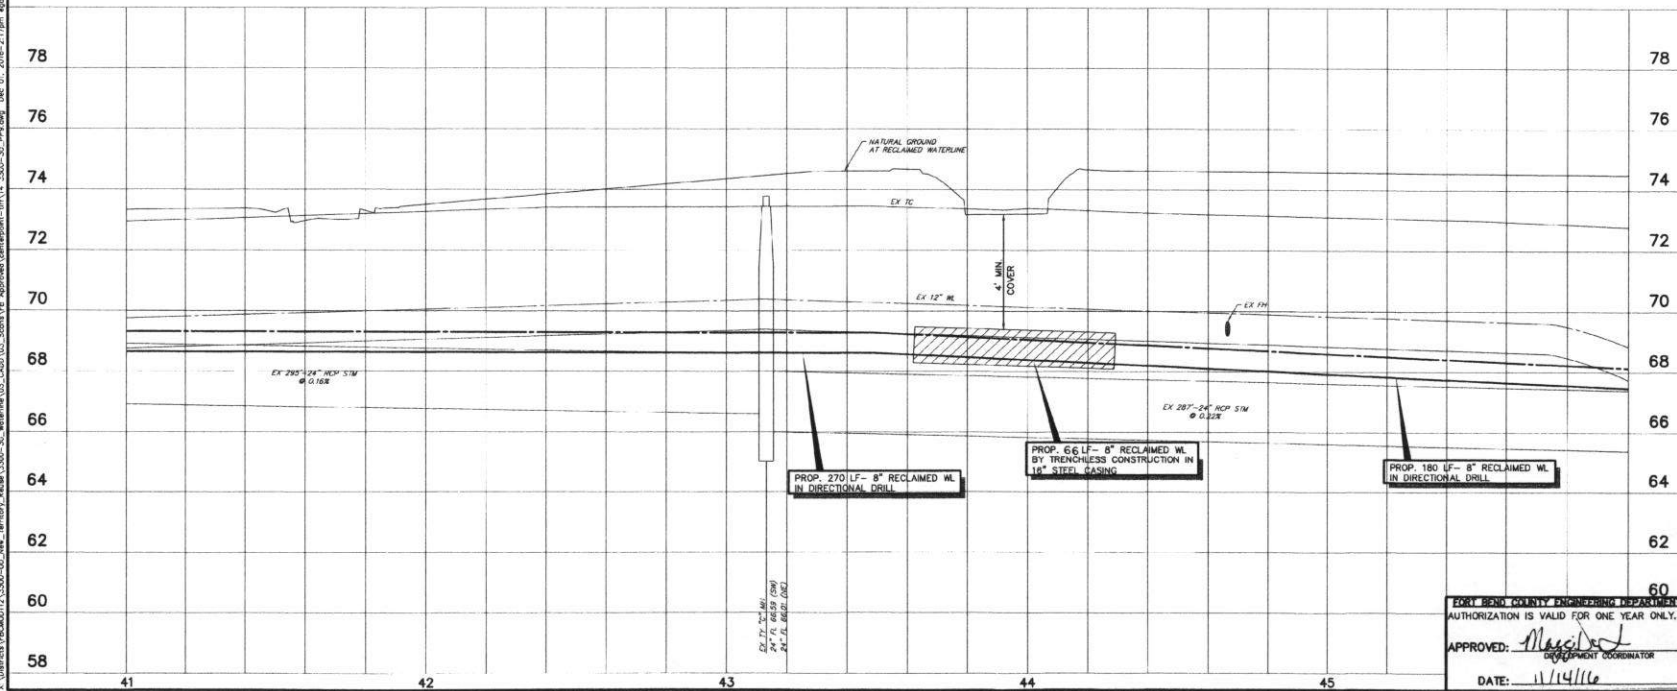 78 78
76 76
NATURAL GROUND
AT RECLAIMED WATERLINE
74 74
EX TC
72 72
4' MIN.
COVER
70 70
EX 12" WL
EX FH
68 68
EX 295'-24" RCP STM
@ 0.16%
EX 287'-24" RCP STM
@ 0.22%
66 66
PROP. 270 LF- 8" RECLAIMED WL
IN DIRECTIONAL DRILL
PROP. 66 LF- 8" RECLAIMED WL
BY TRENCHLESS CONSTRUCTION IN
16" STEEL CASING
PROP. 180 LF- 8" RECLAIMED WL
IN DIRECTIONAL DRILL
64 64
62 62
60 60
EX TY "C" MH
24" FL 66.59 (SW)
24" FL 66.01 (NE)
58
41 42 43 44 45
FORT BEND COUNTY ENGINEERING DEPARTMENT
AUTHORIZATION IS VALID FOR ONE YEAR ONLY.
APPROVED:
DEVELOPMENT COORDINATOR
DATE: 11/14/16